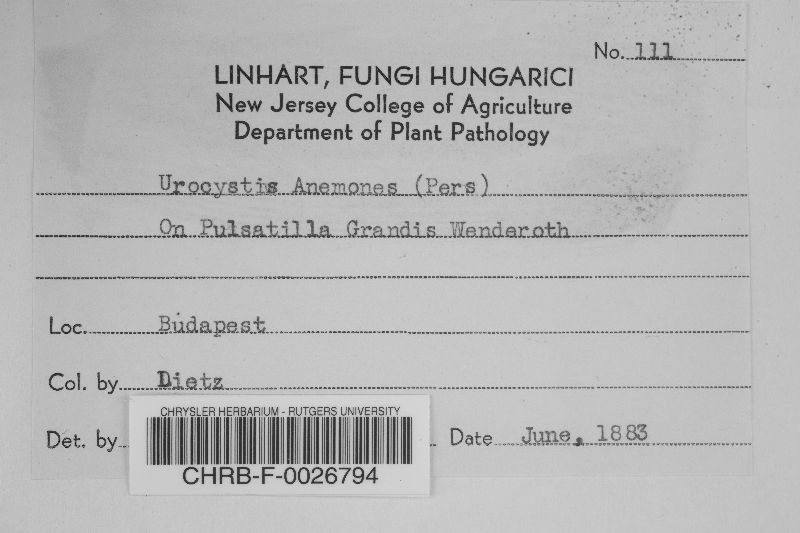 No. 111
LINHART, FUNGI HUNGARICI
New Jersey College of Agriculture
Department of Plant Pathology
Urocystis Anemones (Pers)
On Pulsatilla Grandis Wenderoth
Loc. Budapest
Col. by Dietz
Det. by
Date June, 1883
CHRYSLER HERBARIUM - RUTGERS UNIVERSITY
CHRB-F-0026794